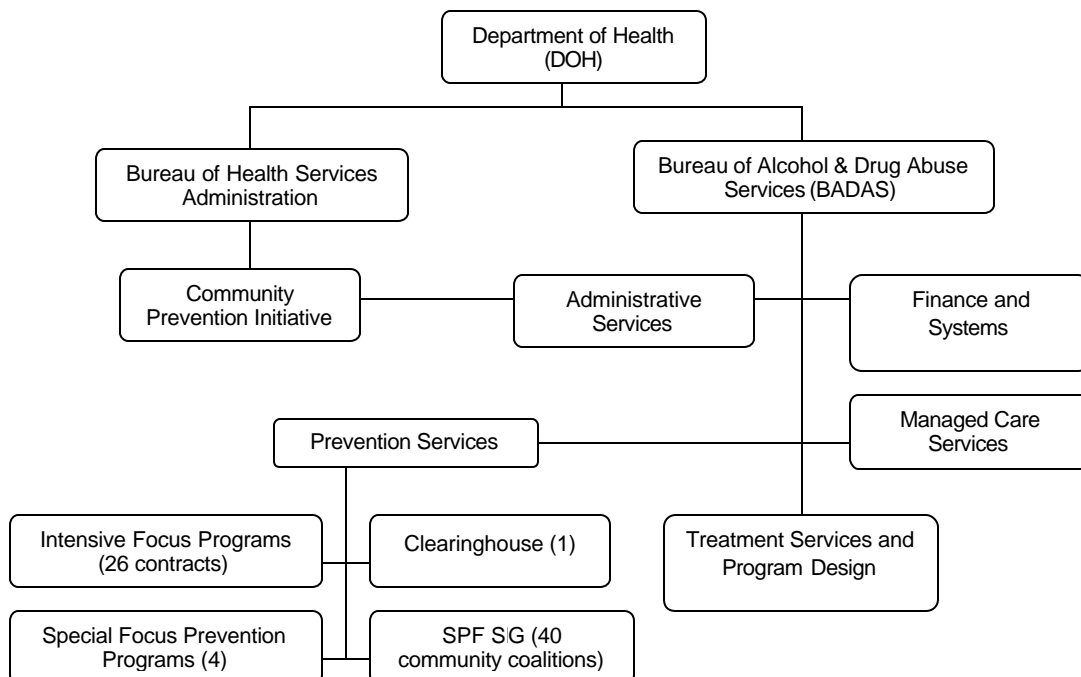 Department of Health
(DOH)
Bureau of Health Services
Administration
Bureau of Alcohol & Drug Abuse
Services (BADAS)
Community
Prevention Initiative
Administrative
Services
Finance and
Systems
Prevention Services
Managed Care
Services
Intensive Focus Programs
(26 contracts)
Clearinghouse (1)
Treatment Services and
Program Design
Special Focus Prevention
Programs (4)
SPF SIG (40
community coalitions)